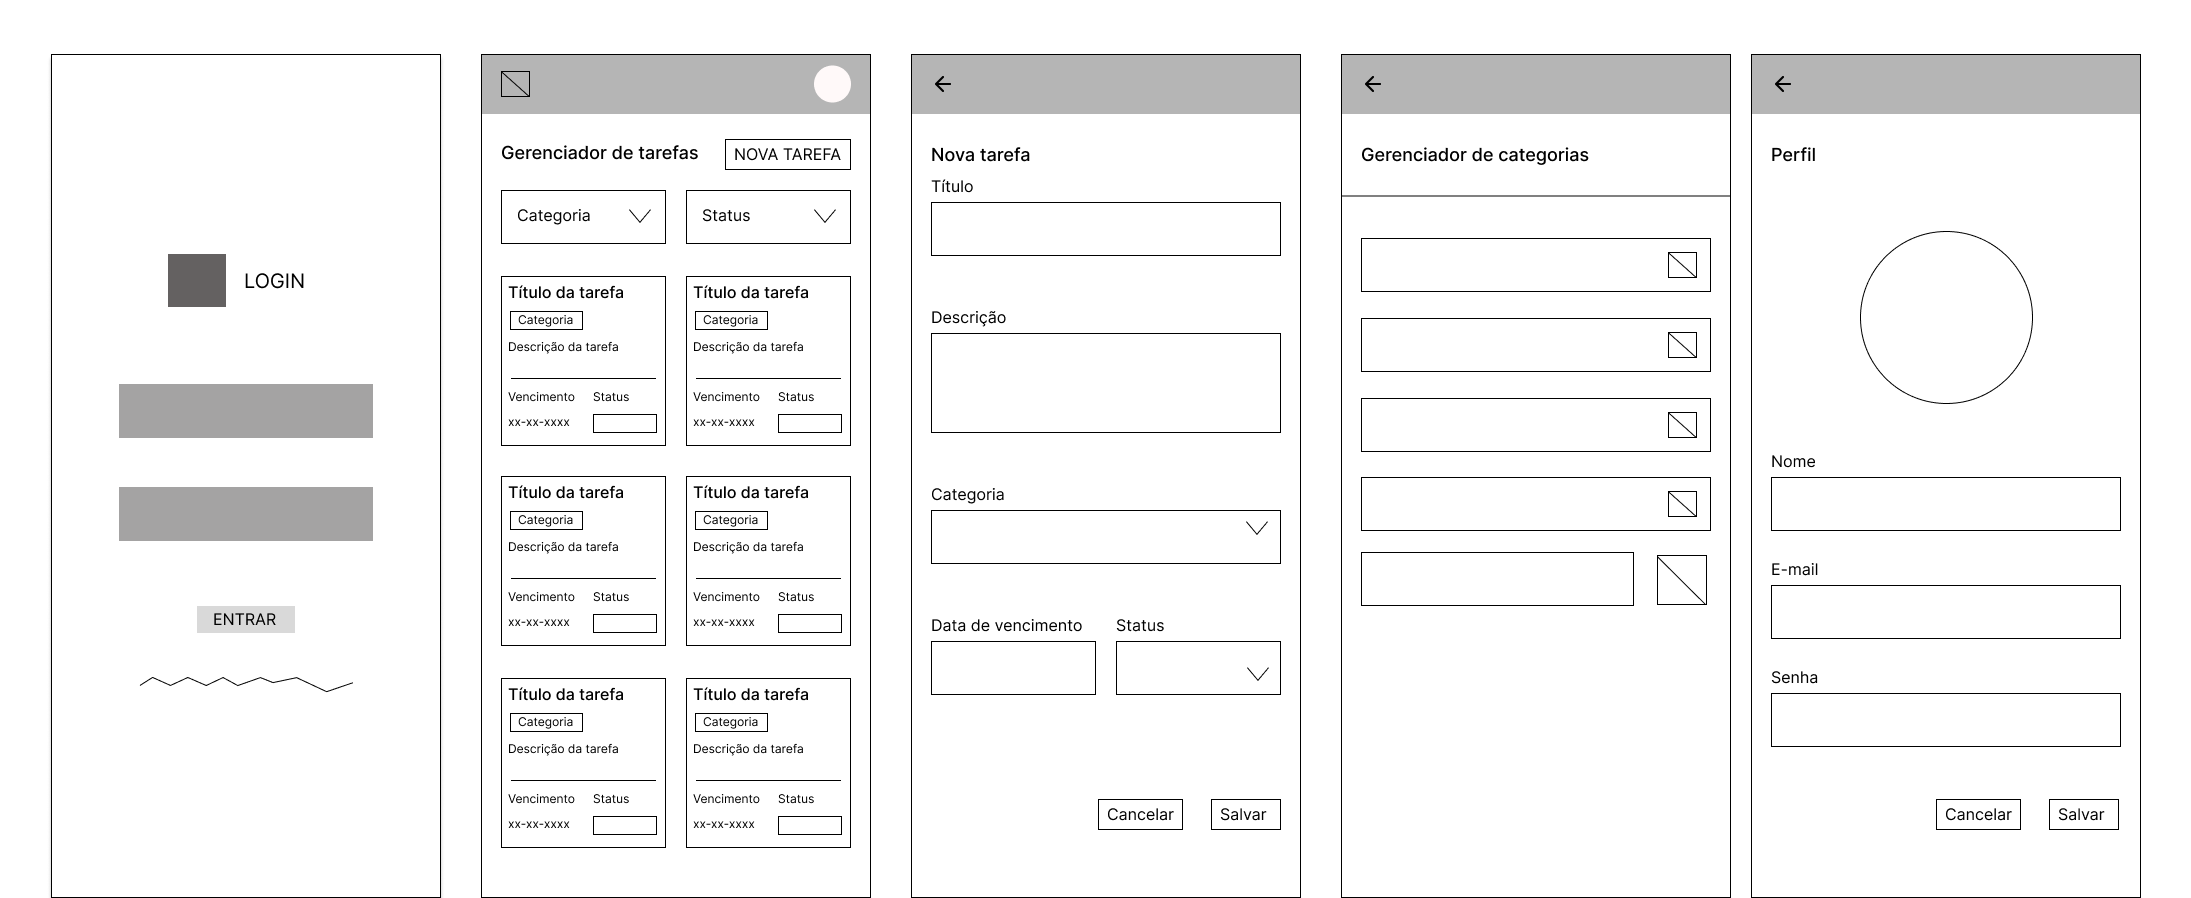 LOGIN
ENTRAR
Gerenciador de tarefas
NOVA TAREFA
Categoria
Status
Título da tarefa
Categoria
Descrição da tarefa
Vencimento Status
xx-xx-xxxx
Título da tarefa
Categoria
Descrição da tarefa
Vencimento Status
xx-xx-xxxx
Título da tarefa
Categoria
Descrição da tarefa
Vencimento Status
xx-xx-xxxx
Título da tarefa
Categoria
Descrição da tarefa
Vencimento Status
xx-xx-xxxx
Título da tarefa
Categoria
Descrição da tarefa
Vencimento Status
xx-xx-xxxx
Título da tarefa
Categoria
Descrição da tarefa
Vencimento Status
xx-xx-xxxx
Nova tarefa
Título
Descrição
Categoria
Data de vencimento Status
Cancelar Salvar
Gerenciador de categorias
Perfil
Nome
E-mail
Senha
Cancelar Salvar